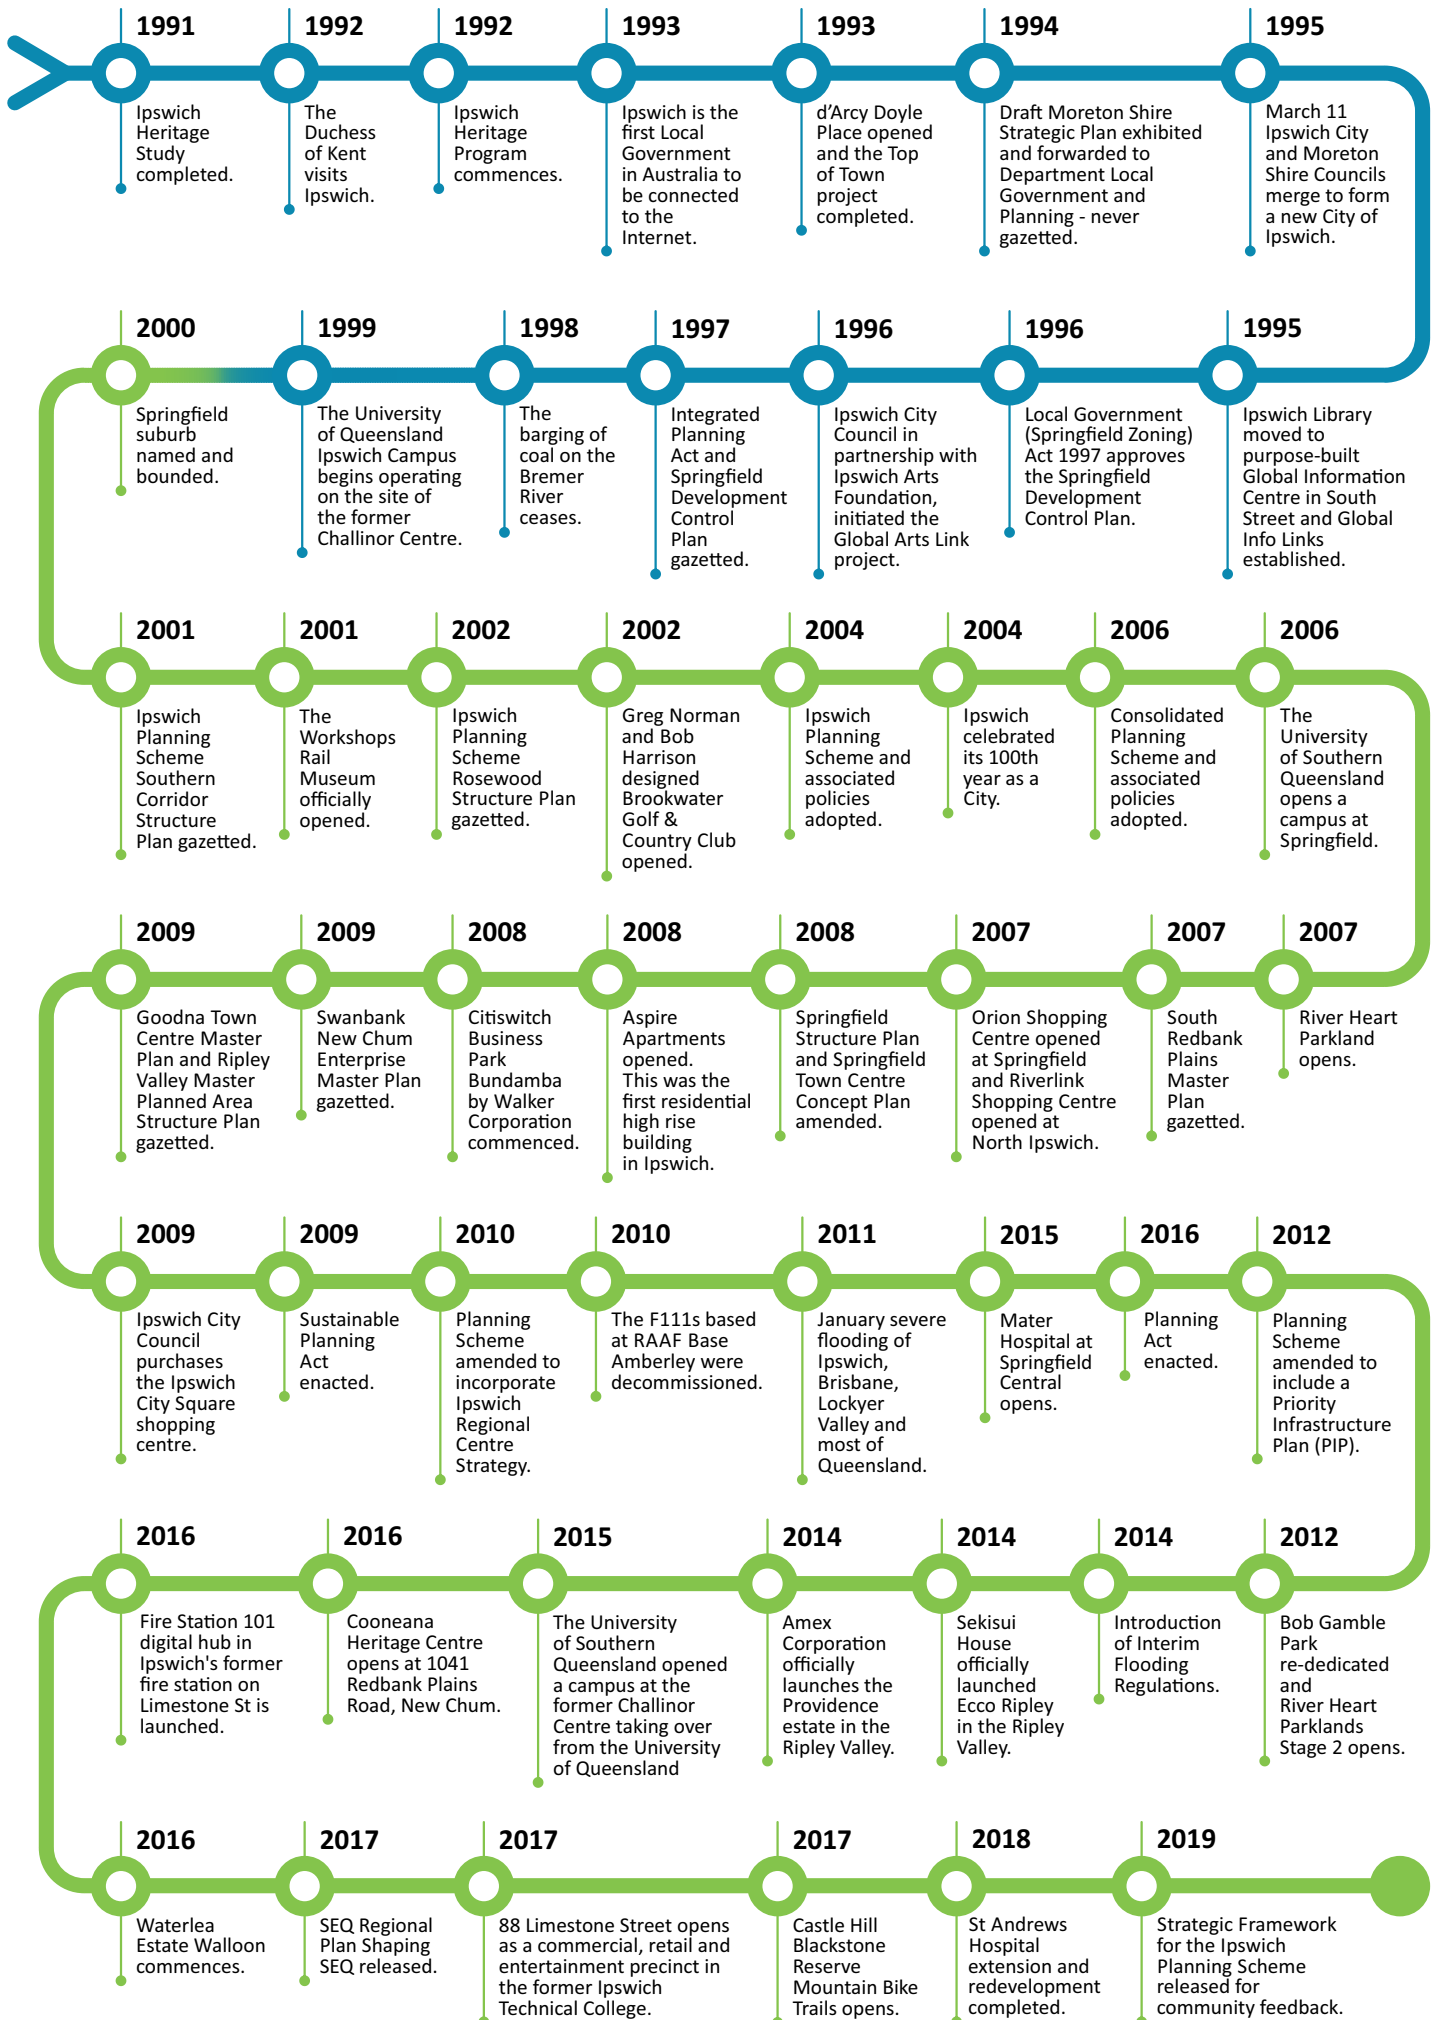 1991
Ipswich
Heritage
Study
completed.
1992
The
Duchess
of Kent
visits
Ipswich.
1992
Ipswich
Heritage
Program
commences.
1993
Ipswich is the
first Local
Government
in Australia to
be connected
to the
Internet.
1993
d’Arcy Doyle
Place opened
and the Top
of Town
project
completed.
1994
Draft Moreton Shire
Strategic Plan exhibited
and forwarded to
Department Local
Government and
Planning - never
gazetted.
1995
March 11
Ipswich City
and Moreton
Shire Councils
merge to form
a new City of
Ipswich.
1995
Ipswich Library
moved to
purpose-built
Global Information
Centre in South
Street and Global
Info Links
established.
1996
Local Government
(Springfield Zoning)
Act 1997 approves
the Springfield
Development
Control Plan.
1996
Ipswich City
Council in
partnership with
Ipswich Arts
Foundation,
initiated the
Global Arts Link
project.
1997
Integrated
Planning
Act and
Springfield
Development
Control
Plan
gazetted.
1998
The
barging of
coal on the
Bremer
River
ceases.
1999
The University
of Queensland
Ipswich Campus
begins operating
on the site of
the former
Challinor Centre.
2000
Springfield
suburb
named and
bounded.
2001
Ipswich
Planning
Scheme
Southern
Corridor
Structure
Plan gazetted.
2001
The
Workshops
Rail
Museum
officially
opened.
2002
Ipswich
Planning
Scheme
Rosewood
Structure Plan
gazetted.
2002
Greg Norman
and Bob
Harrison
designed
Brookwater
Golf &
Country Club
opened.
2004
Ipswich
Planning
Scheme and
associated
policies
adopted.
2004
Ipswich
celebrated
its 100th
year as a
City.
2006
Consolidated
Planning
Scheme and
associated
policies
adopted.
2006
The
University
of Southern
Queensland
opens a
campus at
Springfield.
2007
River Heart
Parkland
opens.
2007
South
Redbank
Plains
Master
Plan
gazetted.
2007
Orion Shopping
Centre opened
at Springfield
and Riverlink
Shopping Centre
opened at
North Ipswich.
2008
Springfield
Structure Plan
and Springfield
Town Centre
Concept Plan
amended.
2008
Aspire
Apartments
opened.
This was the
first residential
high rise
building
in Ipswich.
2008
Citiswitch
Business
Park
Bundamba
by Walker
Corporation
commenced.
2009
Swanbank
New Chum
Enterprise
Master Plan
gazetted.
2009
Goodna Town
Centre Master
Plan and Ripley
Valley Master
Planned Area
Structure Plan
gazetted.
2009
Ipswich City
Council
purchases
the Ipswich
City Square
shopping
centre.
2009
Sustainable
Planning
Act
enacted.
2010
Planning
Scheme
amended to
incorporate
Ipswich
Regional
Centre
Strategy.
2010
The F111s based
at RAAF Base
Amberley were
decommissioned.
2011
January severe
flooding of
Ipswich,
Brisbane,
Lockyer
Valley and
most of
Queensland.
2015
Mater
Hospital at
Springfield
Central
opens.
2016
Planning
Act
enacted.
2012
Planning
Scheme
amended to
include a
Priority
Infrastructure
Plan (PIP).
2012
Bob Gamble
Park
re-dedicated
and
River Heart
Parklands
Stage 2 opens.
2014
Introduction
of Interim
Flooding
Regulations.
2014
Sekisui
House
officially
launched
Ecco Ripley
in the Ripley
Valley.
2014
Amex
Corporation
officially
launches the
Providence
estate in the
Ripley Valley.
2015
The University
of Southern
Queensland opened
a campus at the
former Challinor
Centre taking over
from the University
of Queensland
2016
Cooneana
Heritage Centre
opens at 1041
Redbank Plains
Road, New Chum.
2016
Fire Station 101
digital hub in
Ipswich's former
fire station on
Limestone St is
launched.
2016
Waterlea
Estate Walloon
commences.
2017
SEQ Regional
Plan Shaping
SEQ released.
2017
88 Limestone Street opens
as a commercial, retail and
entertainment precinct in
the former Ipswich
Technical College.
2017
Castle Hill
Blackstone
Reserve
Mountain Bike
Trails opens.
2018
St Andrews
Hospital
extension and
redevelopment
completed.
2019
Strategic Framework
for the Ipswich
Planning Scheme
released for
community feedback.